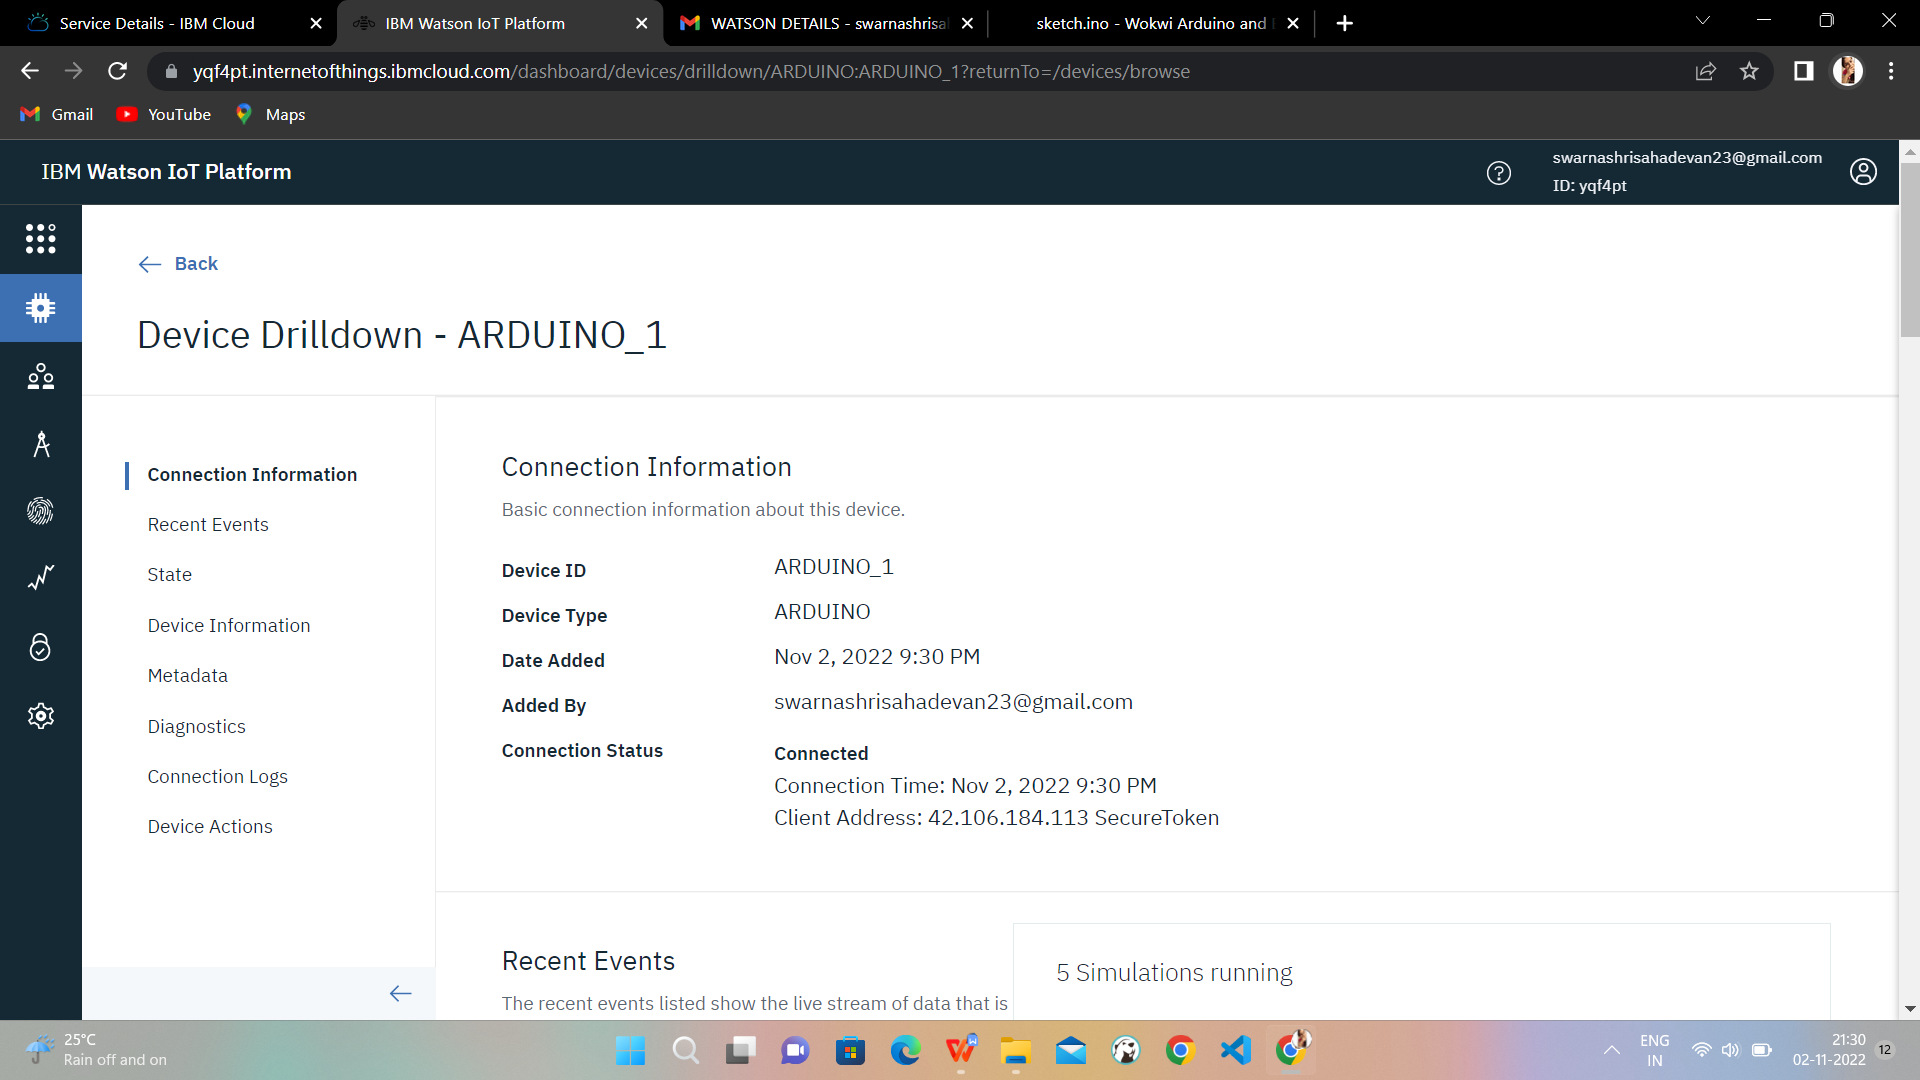 Service Details - IBM Cloud
IBM Watson IoT Platform
WATSON DETAILS - swarnashrisa
sketch.ino - Wokwi Arduino and
yqf4pt.internetofthings.ibmcloud.com/dashboard/devices/drilldown/ARDUINO:ARDUINO_1?returnTo=/devices/browse
Gmail
YouTube
Maps
IBM Watson IoT Platform
swarnashrisahadevan23@gmail.com
ID: yqf4pt
Back
Device Drilldown - ARDUINO_1
Connection Information
Recent Events
State
Device Information
Metadata
Diagnostics
Connection Logs
Device Actions
Connection Information
Basic connection information about this device.
Device ID ARDUINO_1
Device Type ARDUINO
Date Added Nov 2, 2022 9:30 PM
Added By swarnashrisahadevan23@gmail.com
Connection Status Connected
Connection Time: Nov 2, 2022 9:30 PM
Client Address: 42.106.184.113 SecureToken
Recent Events
The recent events listed show the live stream of data that is
5 Simulations running
25°C
Rain off and on
ENG
IN
21:30
02-11-2022
12